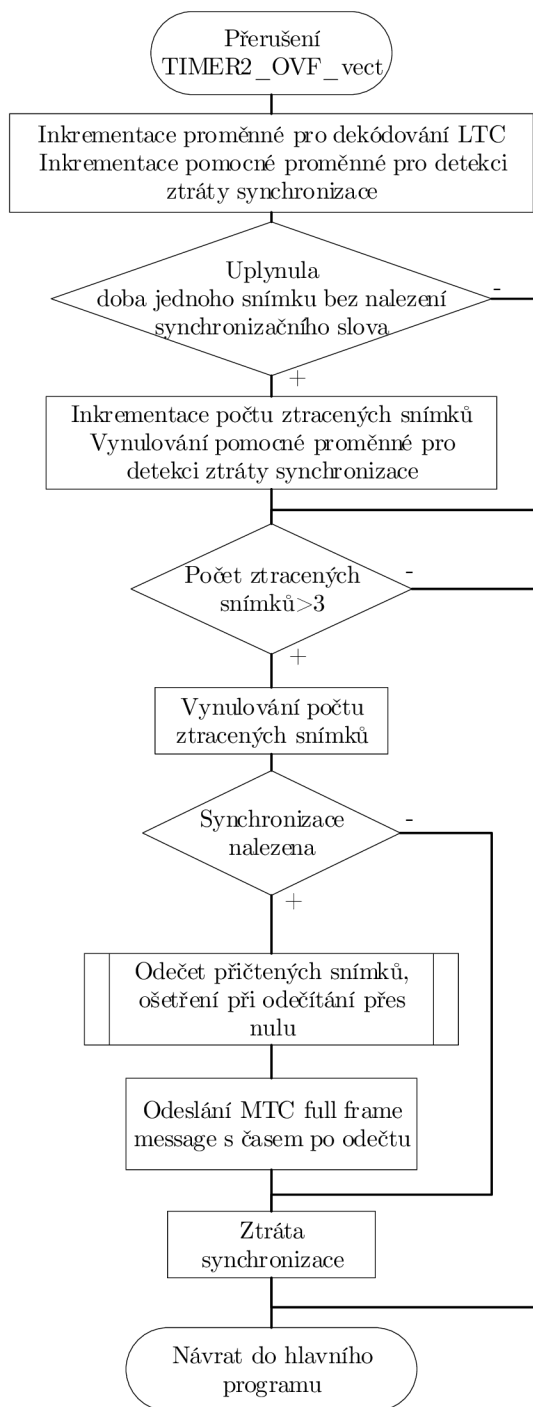 Přerušení
TIMER2_OVF_vect
Inkrementace proměnné pro dekódování LTC
Inkrementace pomocné proměnné pro detekci
ztráty synchronizace
Uplynula
doba jednoho snímku bez nalezení
synchronizačního slova
-
+
Inkrementace počtu ztracených snímků
Vynulování pomocné proměnné pro
detekci ztráty synchronizace
Počet ztracených
snímků>3
-
+
Vynulování počtu
ztracených snímků
Synchronizace
nalezena
-
+
Odečet přičtených snímků,
ošetření při odečítání přes
nulu
Odeslání MTC full frame
message s časem po odečtu
Ztráta
synchronizace
Návrat do hlavního
programu